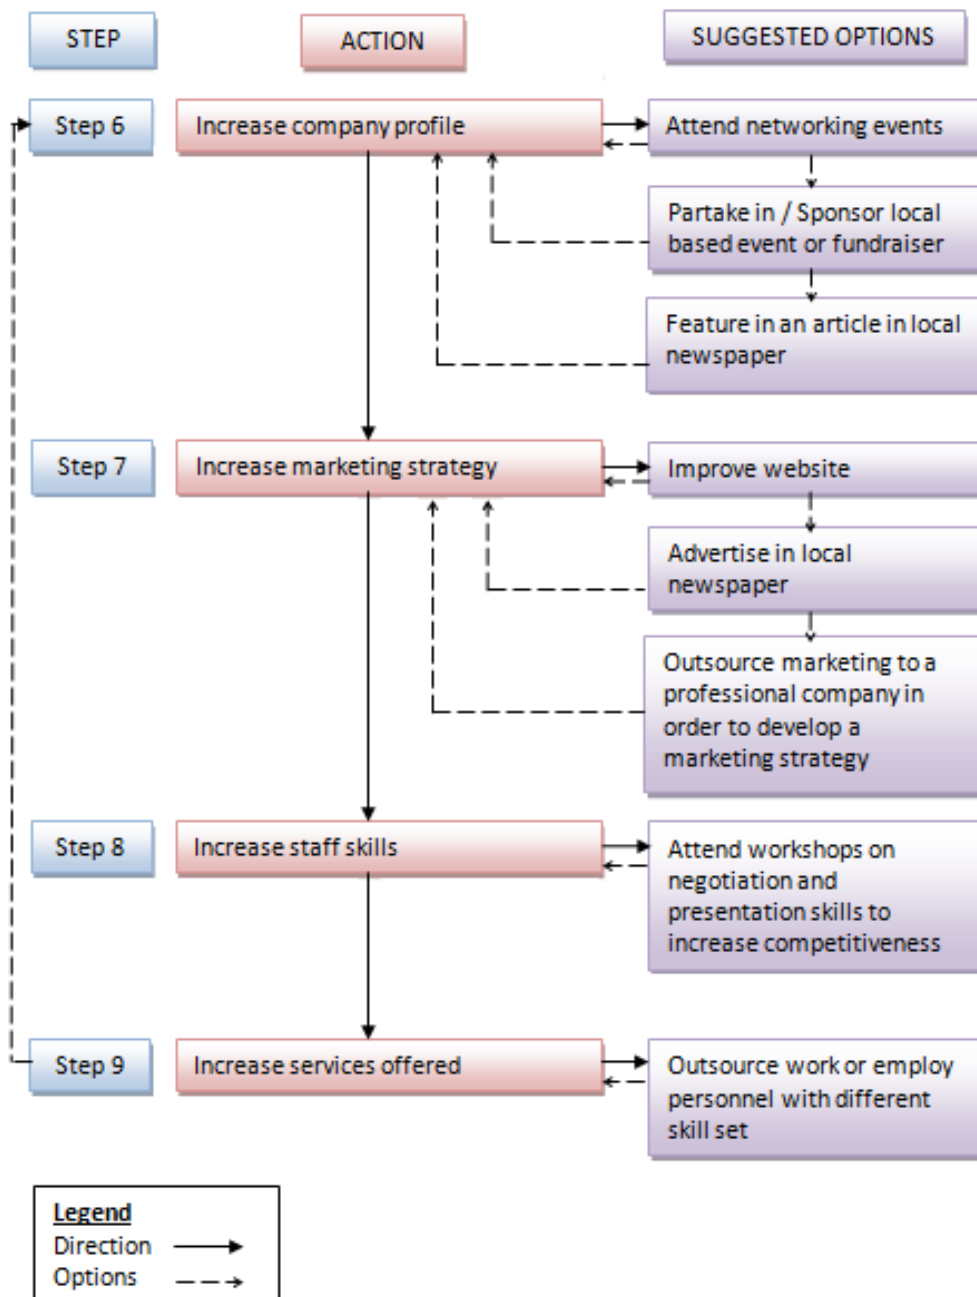 STEP
ACTION
SUGGESTED OPTIONS
Step 6
Increase company profile
Attend networking events
Partake in / Sponsor local
based event or fundraiser
Feature in an article in local
newspaper
Step 7
Increase marketing strategy
Improve website
Advertise in local
newspaper
Outsource marketing to a
professional company in
order to develop a
marketing strategy
Step 8
Increase staff skills
Attend workshops on
negotiation and
presentation skills to
increase competitiveness
Step 9
Increase services offered
Outsource work or employ
personnel with different
skill set
Legend
Direction
Options